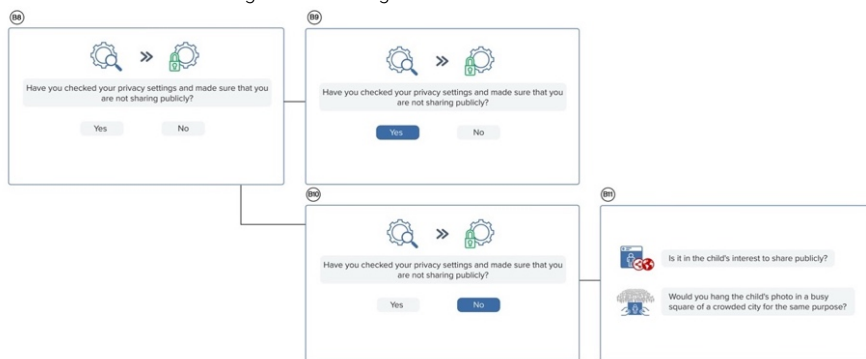 B8
Have you checked your privacy settings and made sure that you
are not sharing publicly?
Yes
No
B9
Have you checked your privacy settings and made sure that you
are not sharing publicly?
Yes
No
B10
Have you checked your privacy settings and made sure that you
are not sharing publicly?
Yes
No
B11
Is it in the child's interest to share publicly?
Would you hang the child's photo in a busy
square of a crowded city for the same purpose?